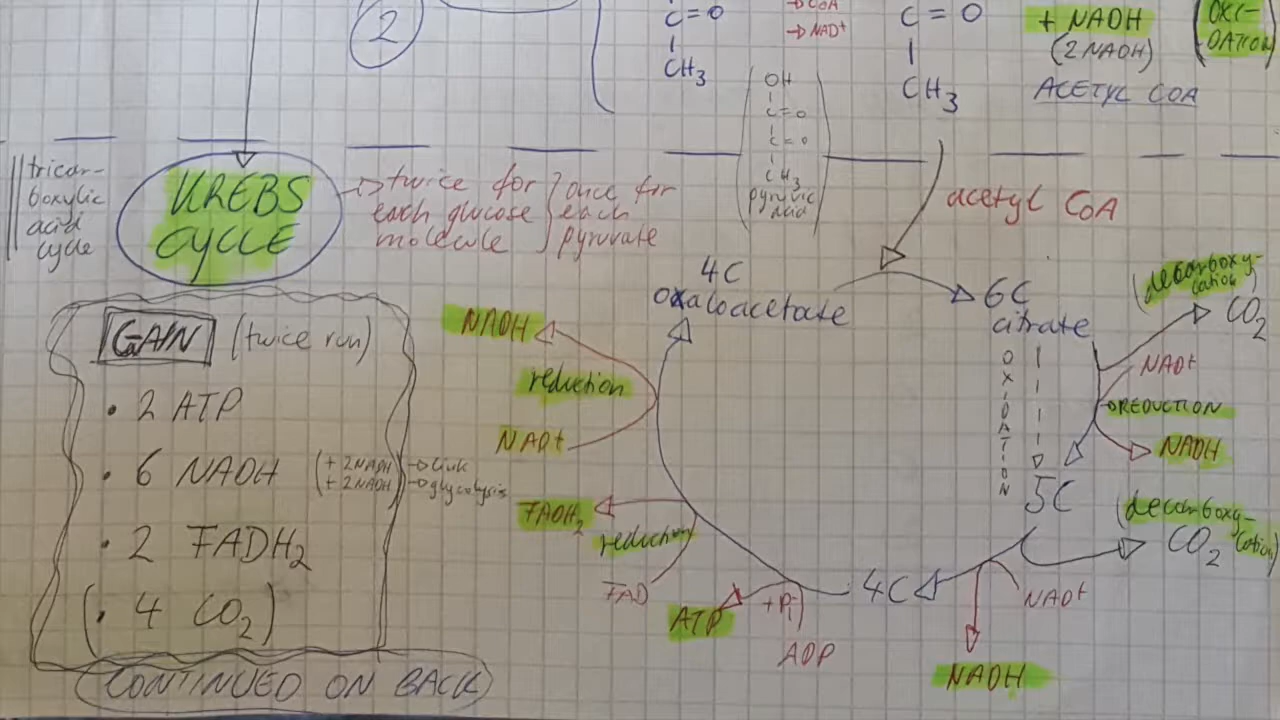 2
C=O
CH3
→ CoA
→ NAD+
C=O
CH3
+ NADH
(2 NADH)
ACETYL COA
(OXI-
DATION)
OH
C=O
C=O
CH3
pyruvic
acid
tricar-
boxylic
acid
cycle
KREBS
CYCLE
→ twice for
each glucose
molecule
once for
each
pyruvate
acetyl CoA
GAIN (twice run)
• 2 ATP
• 6 NADH (+ 2NADH) → link
(+ 2NADH) → glycolysis
• 2 FADH2
(• 4 CO2)
CONTINUED ON BACK
4C
oxaloacetate
6C
citrate
(decarboxy-
lation)
CO2
NAD+
REDUCTION
NADH
OXIDATION
5C
(decarboxy-
lation)
CO2
NAD+
NADH
4C
+Pi
ADP
ATP
FAD
reduction
FADH2
NAD+
reduction
NADH